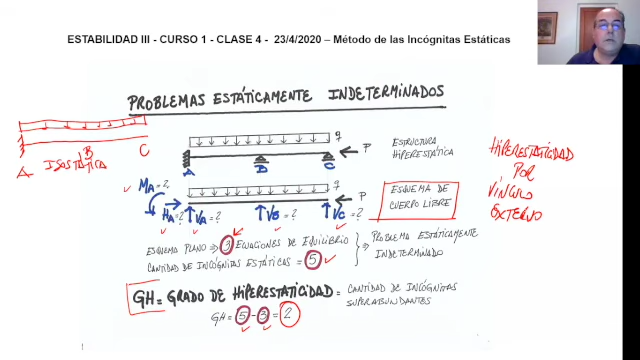 ESTABILIDAD III - CURSO 1 - CLASE 4 - 23/4/2020 – Método de las Incógnitas Estáticas
PROBLEMAS ESTÁTICAMENTE INDETERMINADOS
q
P
A
B
C
ESTRUCTURA
HIPERESTÁTICA
B
A ISOSTÁTICA C
HIPERESTATICIDAD
POR
VÍNCULO
EXTERNO
MA=?
q
P
HA=? VA=? VB=? VC=?
ESQUEMA DE
CUERPO LIBRE
ESQUEMA PLANO ⇒ 3 ECUACIONES DE EQUILIBRIO
CANTIDAD DE INCÓGNITAS ESTÁTICAS = 5
⇒ PROBLEMA ESTÁTICAMENTE
INDETERMINADO
GH = GRADO DE HIPERESTATICIDAD = CANTIDAD DE INCÓGNITAS
SUPERABUNDANTES
GH = 5 - 3 = 2
1